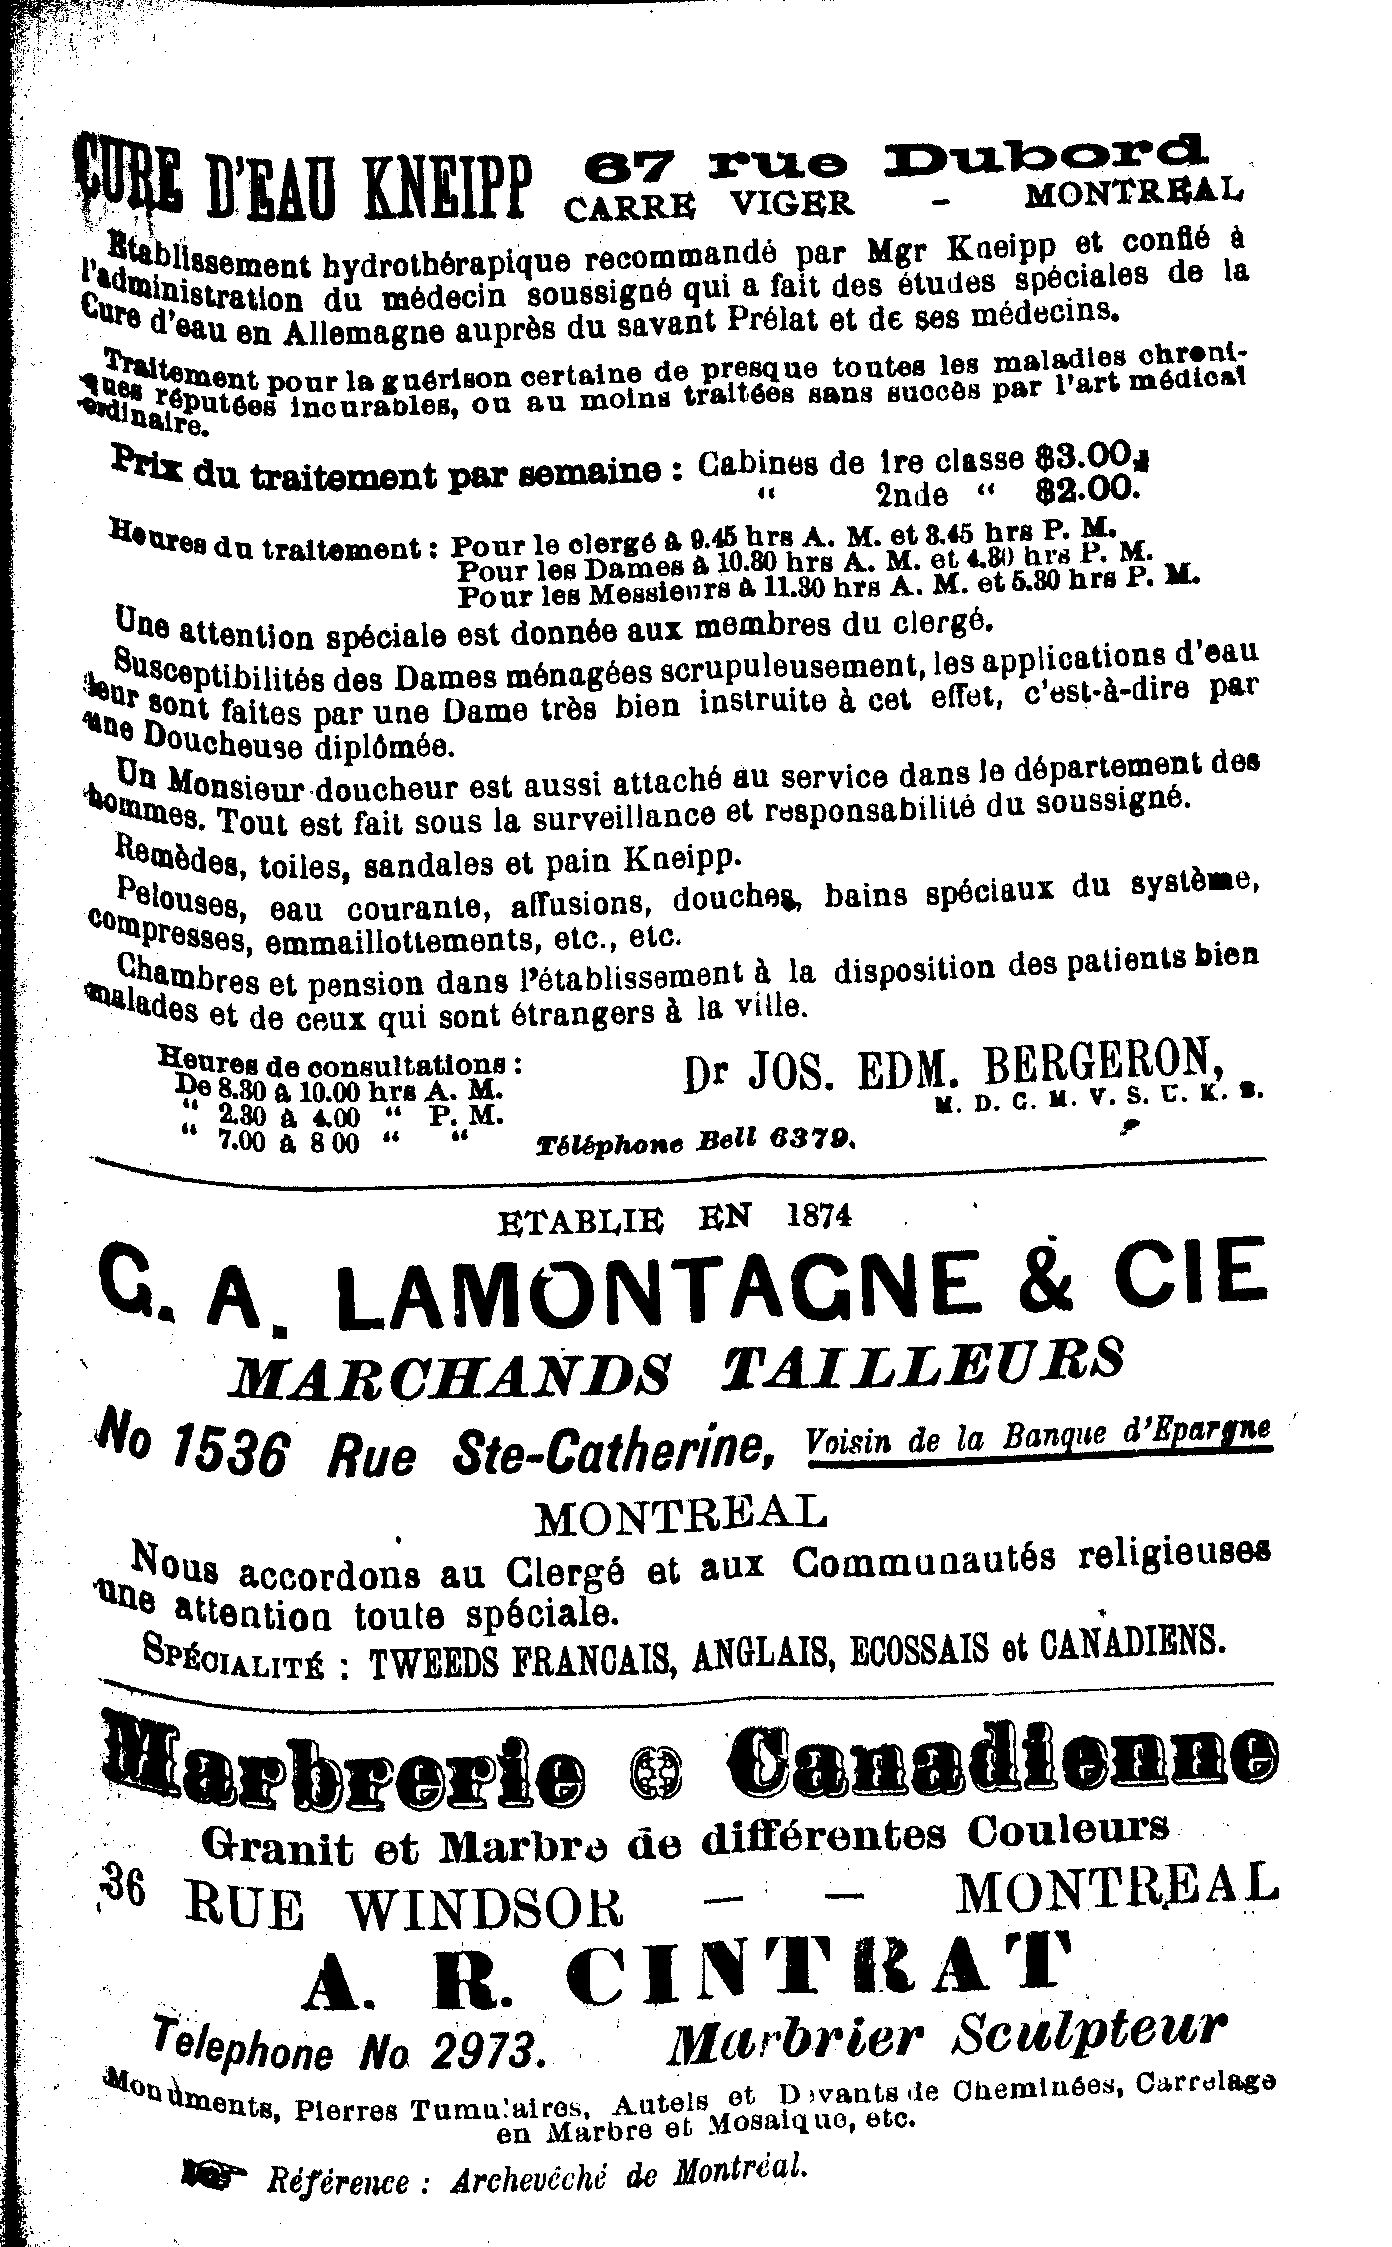 CURE D'EAU KNEIPP 67 rue Dubord
CARRE VIGER - MONTREAL
Etablissement hydrothérapique recommandé par Mgr Kneipp et confié à
l'administration du médecin soussigné qui a fait des études spéciales de la
Cure d'eau en Allemagne auprès du savant Prélat et de ses médecins.
Traitement pour la guérison certaine de presque toutes les maladies chroni-
ques réputées incurables, ou au moins traitées sans succès par l'art médical
ordinaire.
Prix du traitement par semaine : Cabines de 1re classe $3.00,
" 2nde " $2.00.
Heures du traitement : Pour le clergé à 9.45 hrs A. M. et 3.45 hrs P. M.
Pour les Dames à 10.30 hrs A. M. et 4.30 hrs P. M.
Pour les Messieurs à 11.30 hrs A. M. et 5.30 hrs P. M.
Une attention spéciale est donnée aux membres du clergé.
Susceptibilités des Dames ménagées scrupuleusement, les applications d'eau
leur sont faites par une Dame très bien instruite à cet effet, c'est-à-dire par
une Doucheuse diplômée.
Un Monsieur doucheur est aussi attaché au service dans le département des
hommes. Tout est fait sous la surveillance et responsabilité du soussigné.
Remèdes, toiles, sandales et pain Kneipp.
Pelouses, eau courante, affusions, douches, bains spéciaux du système,
compresses, emmaillottements, etc., etc.
Chambres et pension dans l'établissement à la disposition des patients bien
malades et de ceux qui sont étrangers à la ville.
Heures de consultations :
De 8.30 à 10.00 hrs A. M.
" 2.30 à 4.00 " P. M.
" 7.00 à 8 00 " "
Dr JOS. EDM. BERGERON,
M. D. C. M. V. S. U. K. B.
Téléphone Bell 6379.
ETABLIE EN 1874
G. A. LAMONTAGNE & CIE
MARCHANDS TAILLEURS
No 1536 Rue Ste-Catherine, Voisin de la Banque d'Epargne
MONTREAL
Nous accordons au Clergé et aux Communautés religieuses
une attention toute spéciale.
SPÉCIALITÉ : TWEEDS FRANCAIS, ANGLAIS, ECOSSAIS et CANADIENS.
Marbrerie Canadienne
Granit et Marbre de différentes Couleurs
36 RUE WINDSOR — — MONTREAL
A. R. CINTRAT
Telephone No 2973. Marbrier Sculpteur
Monuments, Pierres Tumulaires, Autels et Devants de Cheminées, Carrelage
en Marbre et Mosaique, etc.
☞ Référence : Archevêché de Montréal.